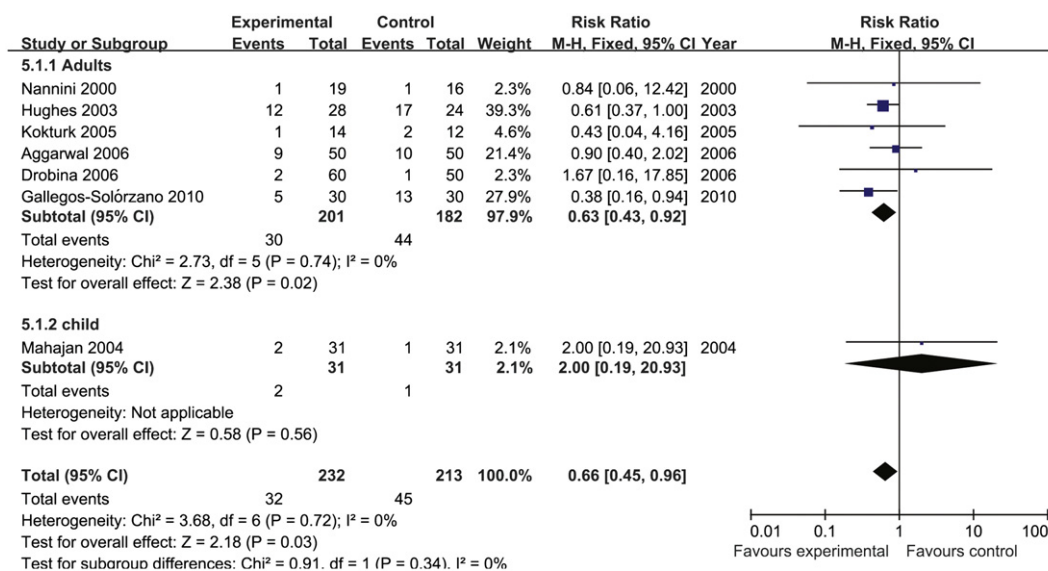 Experimental Control Risk Ratio Risk Ratio
Study or Subgroup Events Total Events Total Weight M-H, Fixed, 95% CI Year M-H, Fixed, 95% CI
5.1.1 Adults
Nannini 2000 1 19 1 16 2.3% 0.84 [0.06, 12.42] 2000
Hughes 2003 12 28 17 24 39.3% 0.61 [0.37, 1.00] 2003
Kokturk 2005 1 14 2 12 4.6% 0.43 [0.04, 4.16] 2005
Aggarwal 2006 9 50 10 50 21.4% 0.90 [0.40, 2.02] 2006
Drobina 2006 2 60 1 50 2.3% 1.67 [0.16, 17.85] 2006
Gallegos-Solórzano 2010 5 30 13 30 27.9% 0.38 [0.16, 0.94] 2010
Subtotal (95% CI) 201 182 97.9% 0.63 [0.43, 0.92]
Total events 30 44
Heterogeneity: Chi² = 2.73, df = 5 (P = 0.74); I² = 0%
Test for overall effect: Z = 2.38 (P = 0.02)
5.1.2 child
Mahajan 2004 2 31 1 31 2.1% 2.00 [0.19, 20.93] 2004
Subtotal (95% CI) 31 31 2.1% 2.00 [0.19, 20.93]
Total events 2 1
Heterogeneity: Not applicable
Test for overall effect: Z = 0.58 (P = 0.56)
Total (95% CI) 232 213 100.0% 0.66 [0.45, 0.96]
Total events 32 45
Heterogeneity: Chi² = 3.68, df = 6 (P = 0.72); I² = 0%
Test for overall effect: Z = 2.18 (P = 0.03)
Test for subgroup differences: Chi² = 0.91, df = 1 (P = 0.34), I² = 0%
0.01 0.1 1 10 100
Favours experimental Favours control